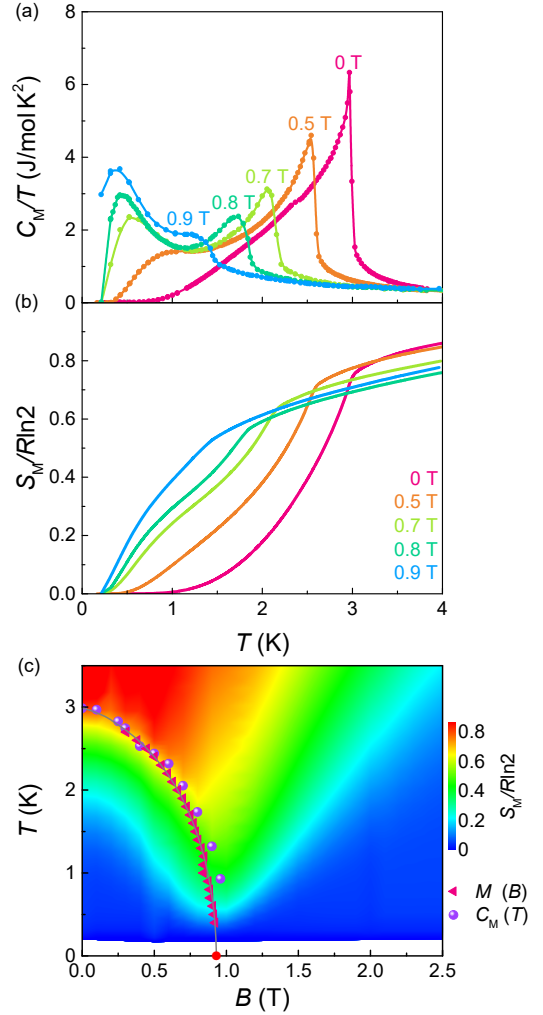 (a)
C_M/T (J/mol K²)
8
6
4
2
0
0 T
0.5 T
0.7 T
0.8 T
0.9 T
(b)
S_M/Rln2
0.8
0.6
0.4
0.2
0.0
0 T
0.5 T
0.7 T
0.8 T
0.9 T
0 1 2 3 4
T (K)
(c)
T (K)
3
2
1
0
0.0 0.5 1.0 1.5 2.0 2.5
B (T)
0.8
0.6
0.4
0.2
0
S_M/Rln2
M (B)
C_M (T)